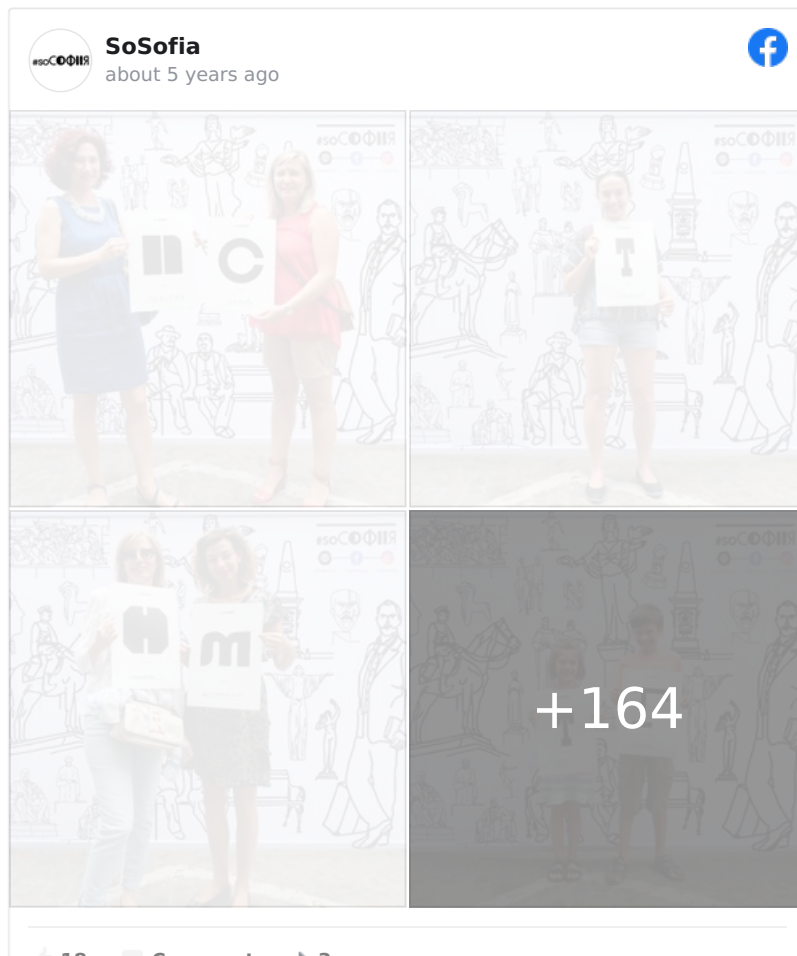 #soСОФИЯ
SoSofia
about 5 years ago
#soСОФИЯ
п С
#soСОФИЯ
Т
#soСОФИЯ
Н т
+164